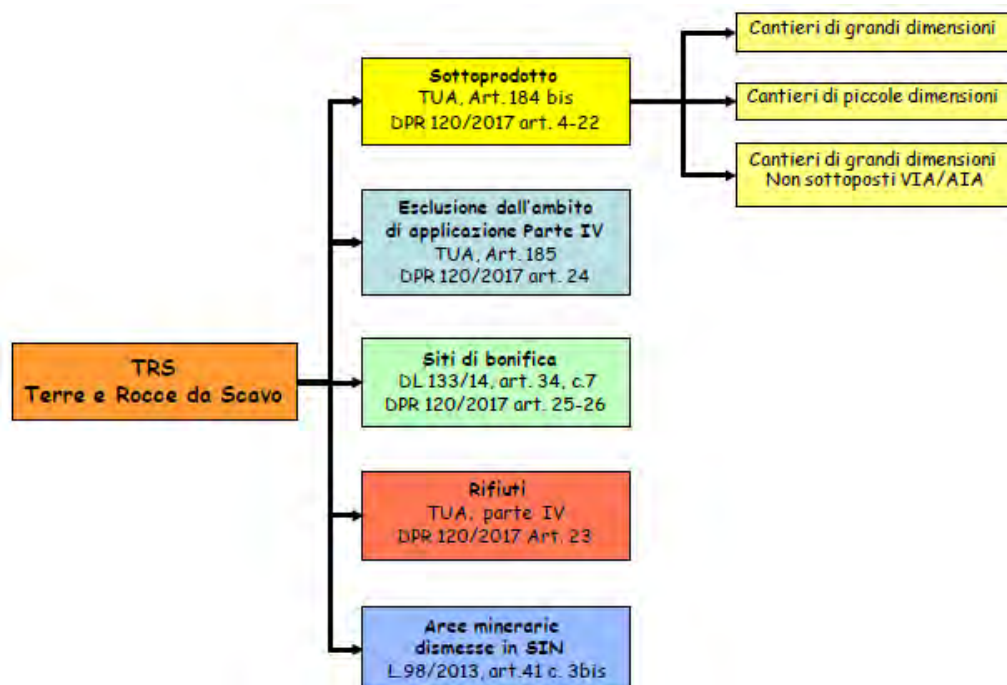 TRS
Terre e Rocce da Scavo
Sottoprodotto
TUA, Art. 184 bis
DPR 120/2017 art. 4-22
Cantieri di grandi dimensioni
Cantieri di piccole dimensioni
Cantieri di grandi dimensioni
Non sottoposti VIA/AIA
Esclusione dall'ambito
di applicazione Parte IV
TUA, Art. 185
DPR 120/2017 art. 24
Siti di bonifica
DL 133/14, art. 34, c.7
DPR 120/2017 art. 25-26
Rifiuti
TUA, parte IV
DPR 120/2017 Art. 23
Aree minerarie
dismesse in SIN
L.98/2013, art.41 c. 3bis